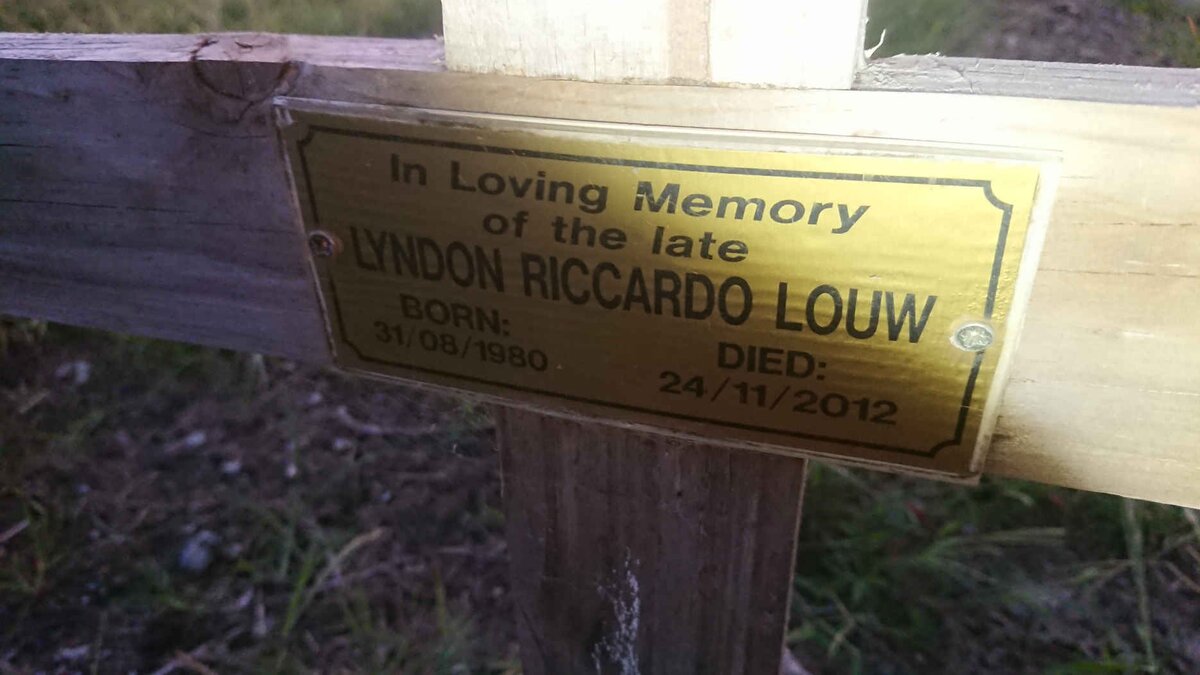 In Loving Memory
of the late
LYNDON RICCARDO LOUW
BORN:
31/08/1980
DIED:
24/11/2012